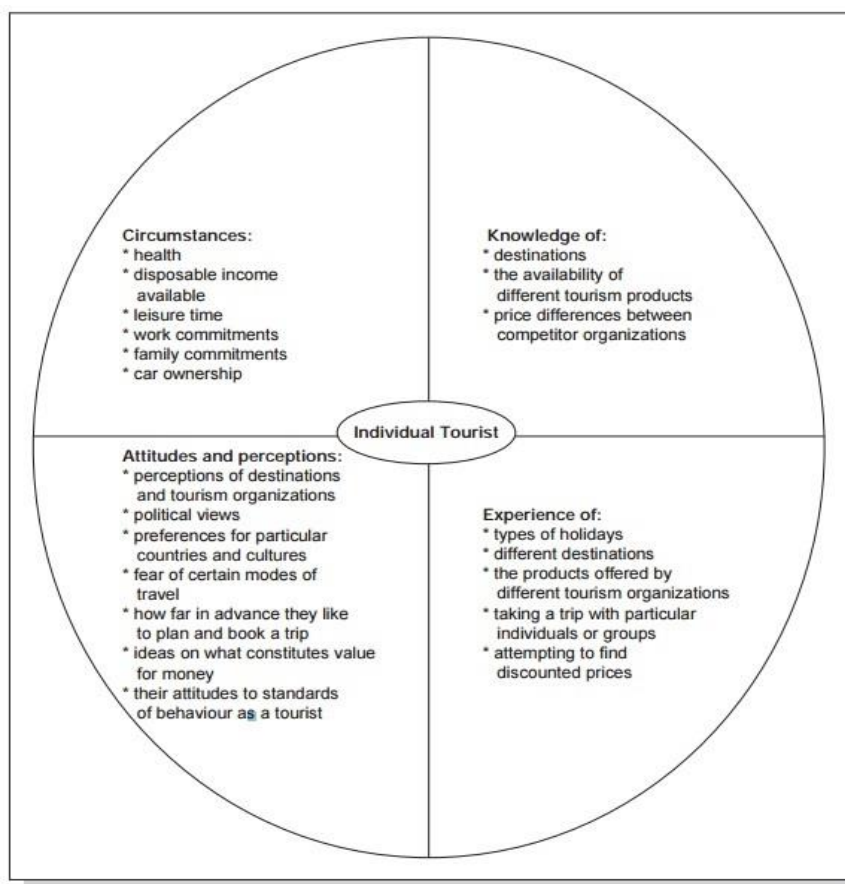 Circumstances:
* health
* disposable income
available
* leisure time
* work commitments
* family commitments
* car ownership
Knowledge of:
* destinations
* the availability of
different tourism products
* price differences between
competitor organizations
Individual Tourist
Attitudes and perceptions:
* perceptions of destinations
and tourism organizations
* political views
* preferences for particular
countries and cultures
* fear of certain modes of
travel
* how far in advance they like
to plan and book a trip
* ideas on what constitutes value
for money
* their attitudes to standards
of behaviour as a tourist
Experience of:
* types of holidays
* different destinations
* the products offered by
different tourism organizations
* taking a trip with particular
individuals or groups
* attempting to find
discounted prices